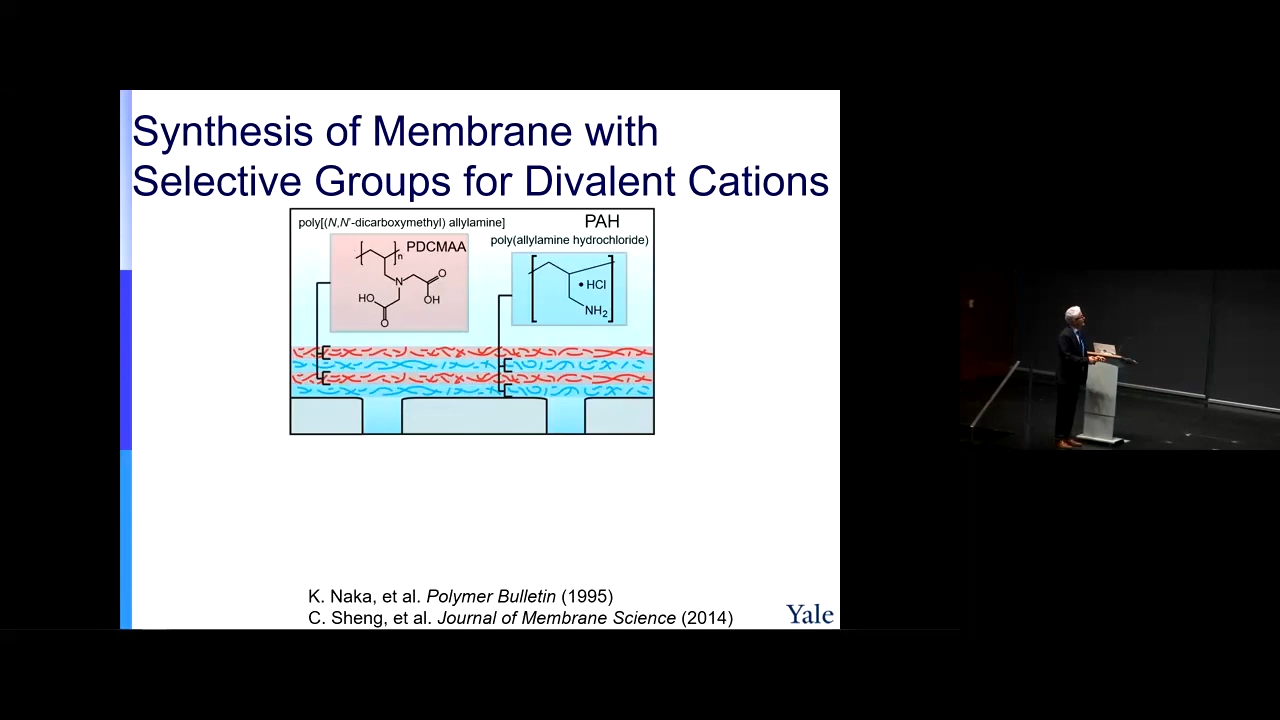 Synthesis of Membrane with
Selective Groups for Divalent Cations
poly[(N,N'-dicarboxymethyl) allylamine]
PAH
poly(allylamine hydrochloride)
PDCMAA
n
N
O
HO
OH
O
• HCl
NH2
K. Naka, et al. Polymer Bulletin (1995)
C. Sheng, et al. Journal of Membrane Science (2014)
Yale